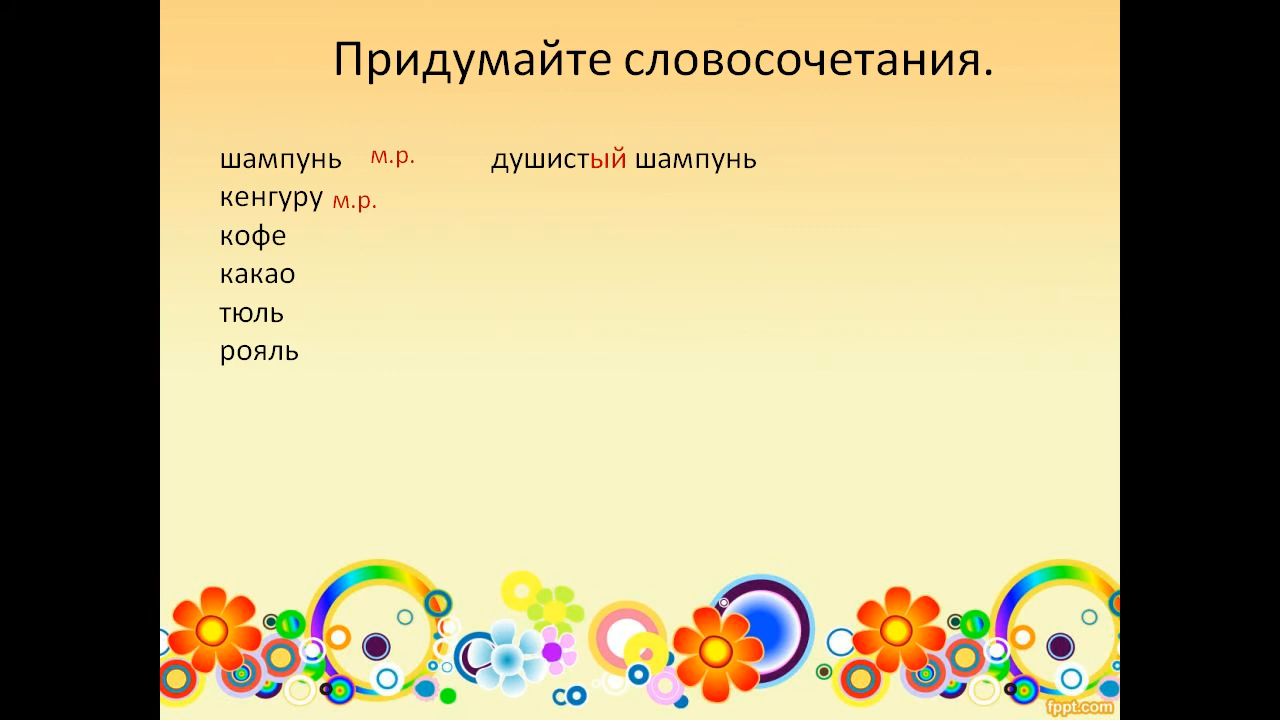 Придумайте словосочетания.
шампунь м.р. душистый шампунь
кенгуру м.р.
кофе
какао
тюль
рояль
fppt.com